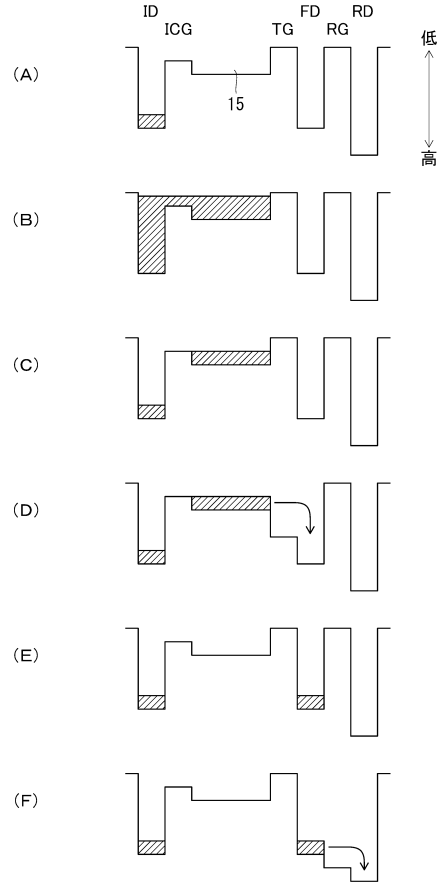 ID ICG TG FD RG RD
低
高
(A)
15
(B)
(C)
(D)
(E)
(F)